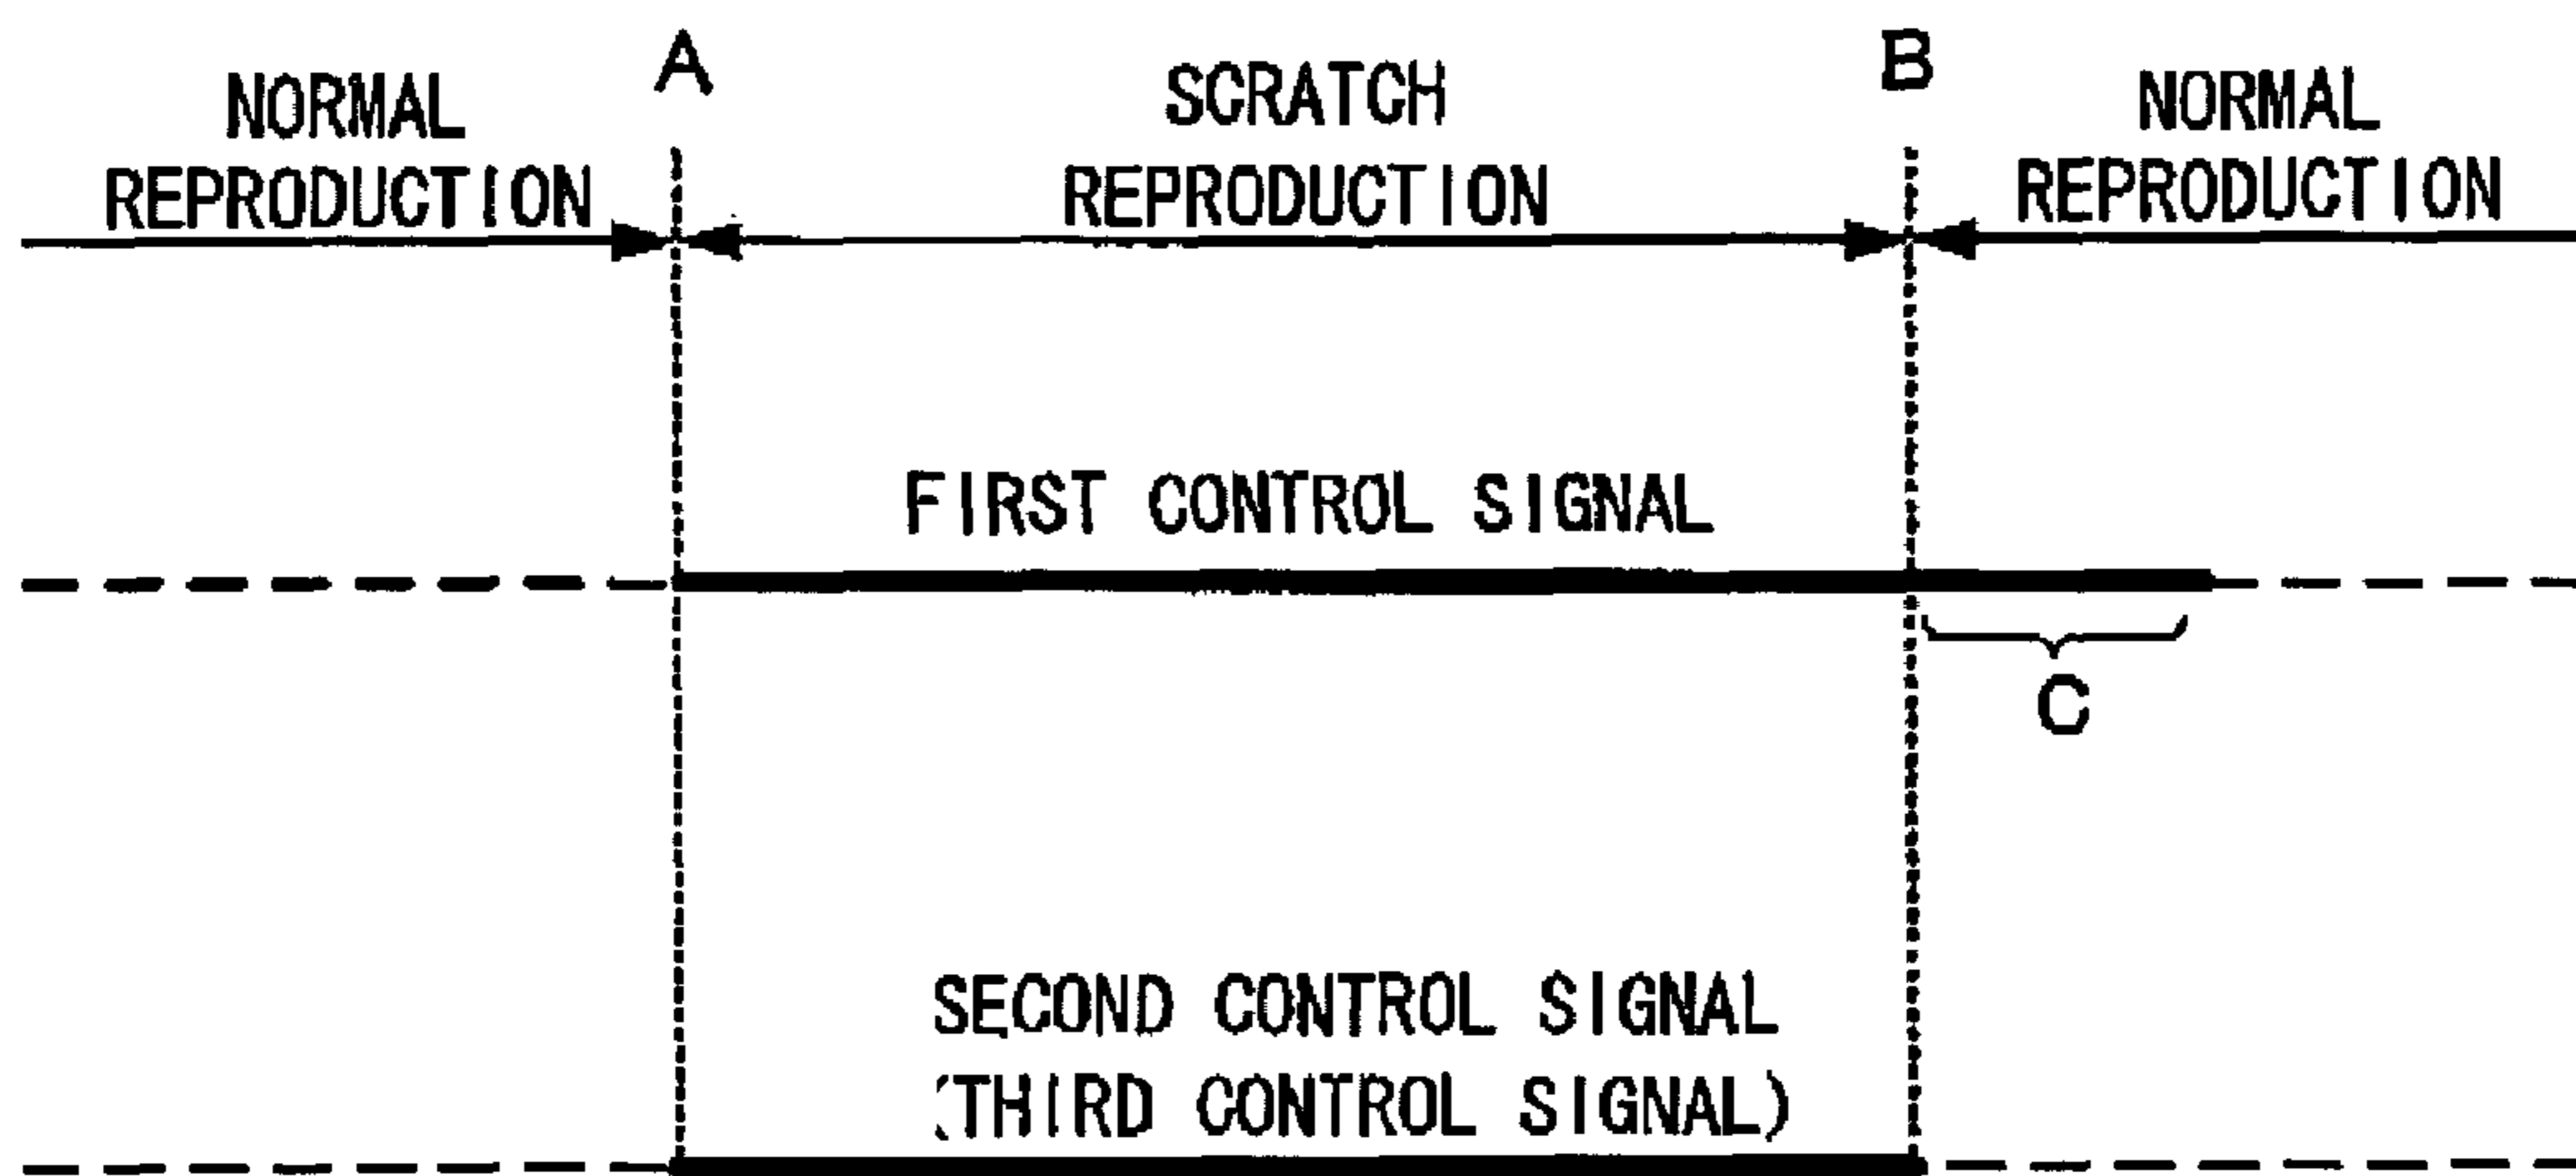 A
B
NORMAL
REPRODUCTION
SCRATCH
REPRODUCTION
NORMAL
REPRODUCTION
FIRST CONTROL SIGNAL
C
SECOND CONTROL SIGNAL
(THIRD CONTROL SIGNAL)